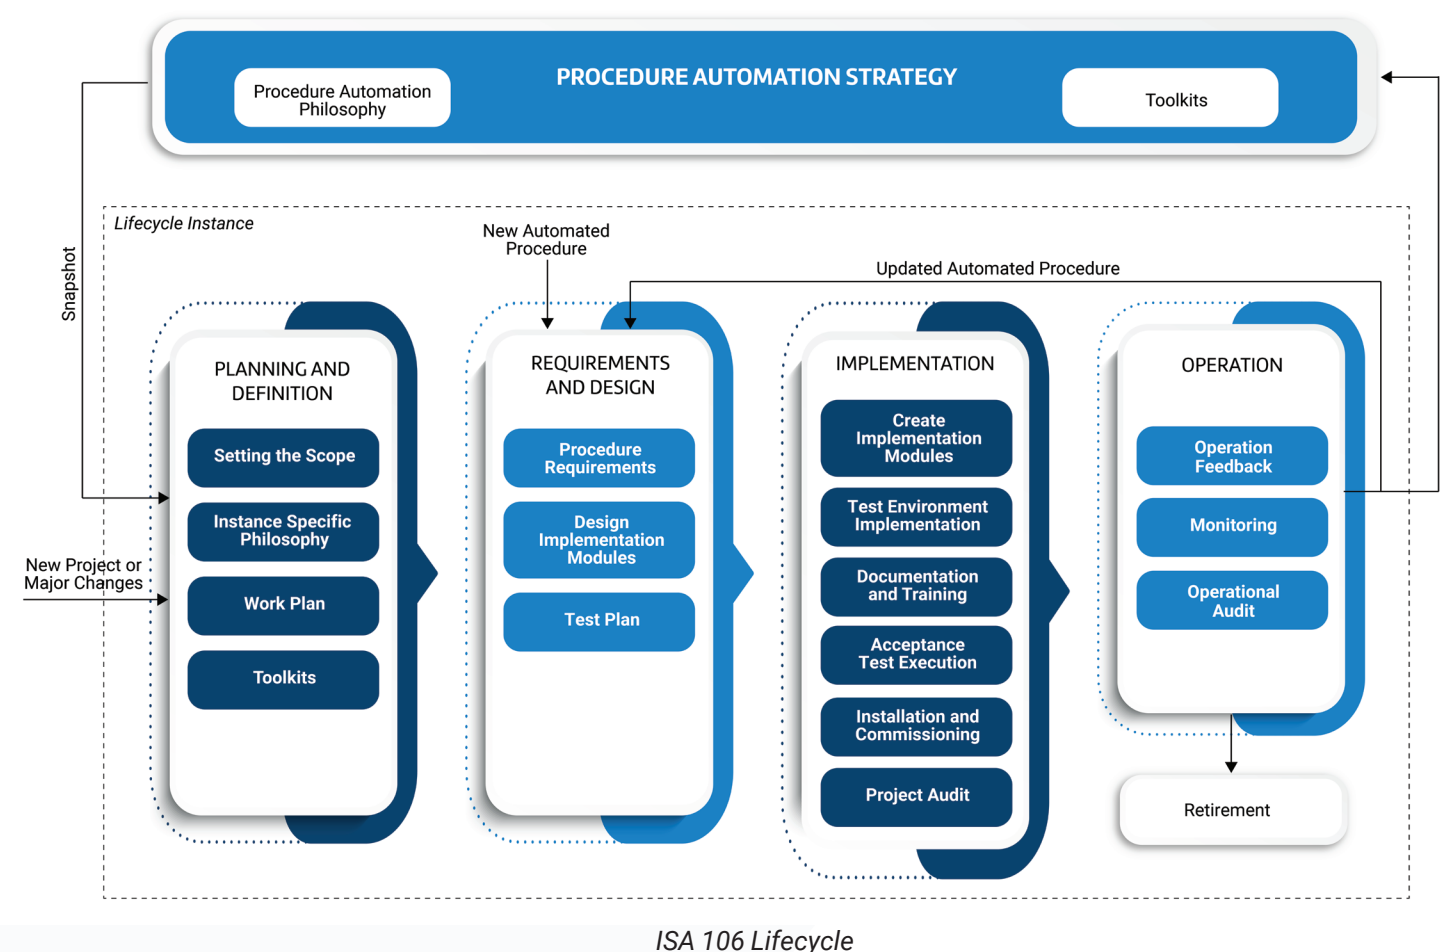 PROCEDURE AUTOMATION STRATEGY
Procedure Automation
Philosophy
Toolkits
Lifecycle Instance
Snapshot
New Automated
Procedure
Updated Automated Procedure
New Project or
Major Changes
PLANNING AND
DEFINITION
Setting the Scope
Instance Specific
Philosophy
Work Plan
Toolkits
REQUIREMENTS
AND DESIGN
Procedure
Requirements
Design
Implementation
Modules
Test Plan
IMPLEMENTATION
Create
Implementation
Modules
Test Environment
Implementation
Documentation
and Training
Acceptance
Test Execution
Installation and
Commissioning
Project Audit
OPERATION
Operation
Feedback
Monitoring
Operational
Audit
Retirement
ISA 106 Lifecycle